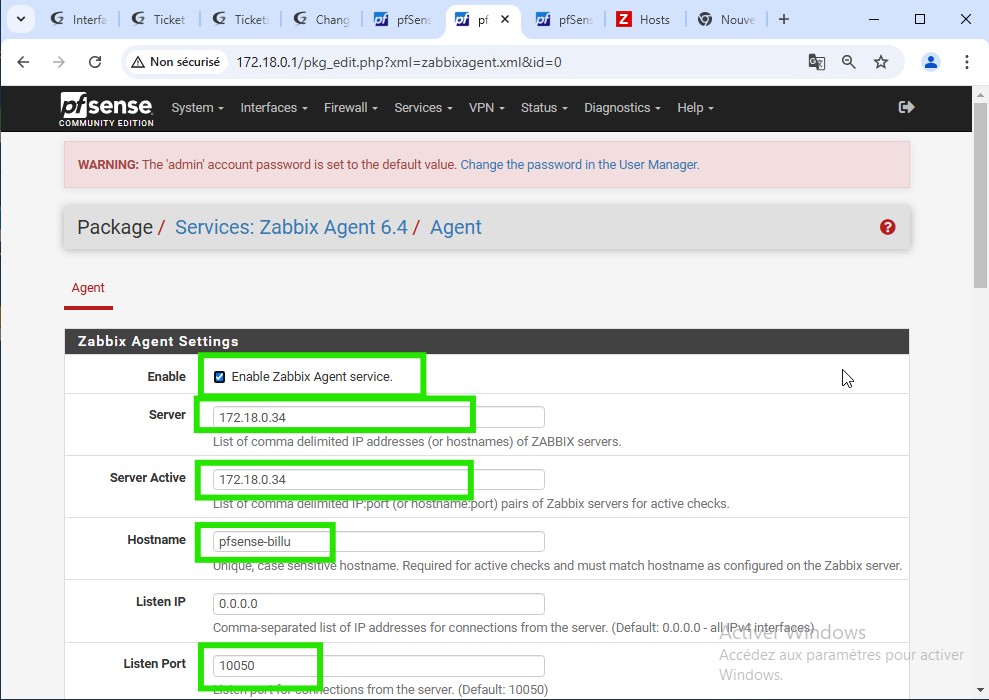 Interfa
Ticket
Ticket
Chang
pfSens
pf
pfSens
Hosts
Nouve
Non sécurisé
172.18.0.1/pkg_edit.php?xml=zabbixagent.xml&id=0
pfsense
COMMUNITY EDITION
System
Interfaces
Firewall
Services
VPN
Status
Diagnostics
Help
WARNING: The 'admin' account password is set to the default value. Change the password in the User Manager.
Package / Services: Zabbix Agent 6.4 / Agent
Agent
Zabbix Agent Settings
Enable
Enable Zabbix Agent service.
Server
172.18.0.34
List of comma delimited IP addresses (or hostnames) of ZABBIX servers.
Server Active
172.18.0.34
List of comma delimited IP:port (or hostname:port) pairs of Zabbix servers for active checks.
Hostname
pfsense-billu
Unique, case sensitive hostname. Required for active checks and must match hostname as configured on the Zabbix server.
Listen IP
0.0.0.0
Comma-separated list of IP addresses for connections from the server. (Default: 0.0.0.0 - all IPv4 interfaces)
Listen Port
10050
Listen port for connections from the server. (Default: 10050)
Activer Windows
Accédez aux paramètres pour activer
Windows.